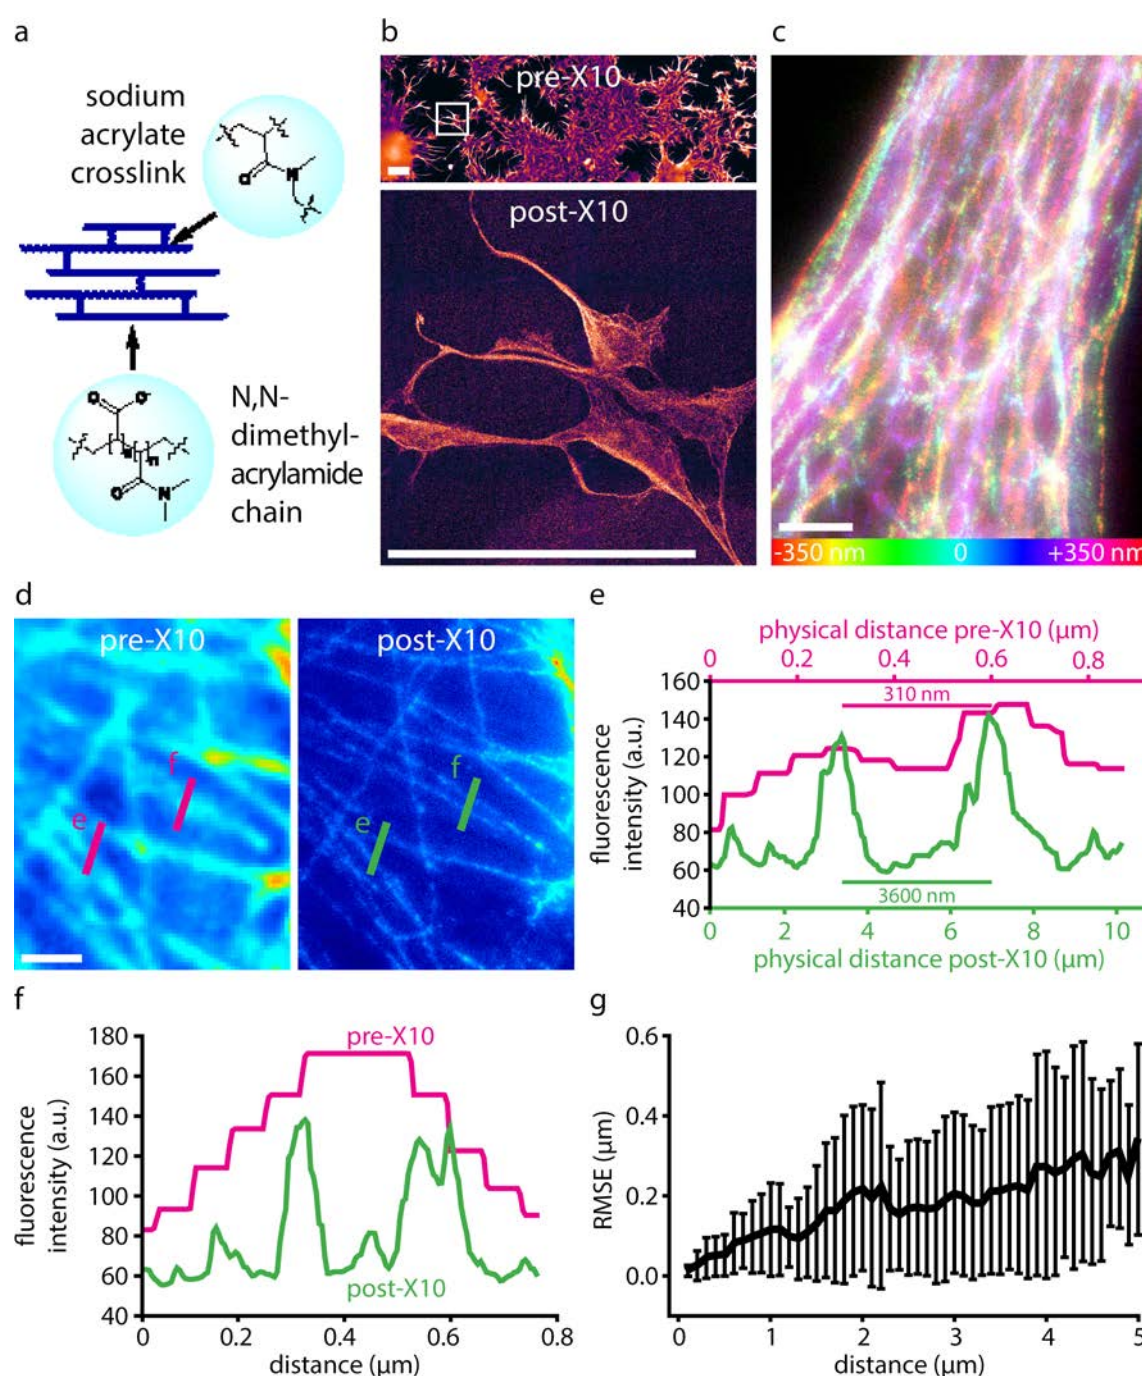 a
sodium
acrylate
crosslink
O
N
O
O-
n
O
N
N,N-
dimethyl-
acrylamide
chain
b
pre-X10
post-X10
c
-350 nm
0
+350 nm
d
pre-X10
f
e
post-X10
f
e
e
physical distance pre-X10 (µm)
0 0.2 0.4 0.6 0.8
310 nm
fluorescence
intensity (a.u.)
160
140
120
100
80
60
40
3600 nm
0 2 4 6 8 10
physical distance post-X10 (µm)
f
fluorescence
intensity (a.u.)
180
160
140
120
100
80
60
40
pre-X10
post-X10
0 0.2 0.4 0.6 0.8
distance (µm)
g
RMSE (µm)
0.6
0.4
0.2
0.0
0 1 2 3 4 5
distance (µm)